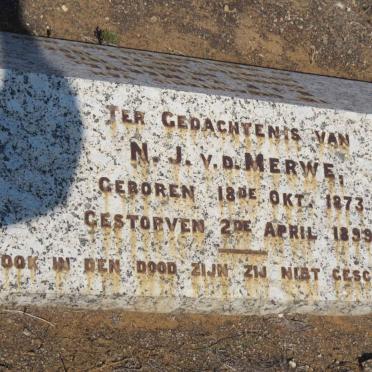 TER GEDACHTENIS VAN
N. J. V. D. MERWE,
GEBOREN 18DE OKT. 1873
GESTORVEN 2DE APRIL 1899
OOK IN DEN DOOD ZIJN ZIJ NIET GESC